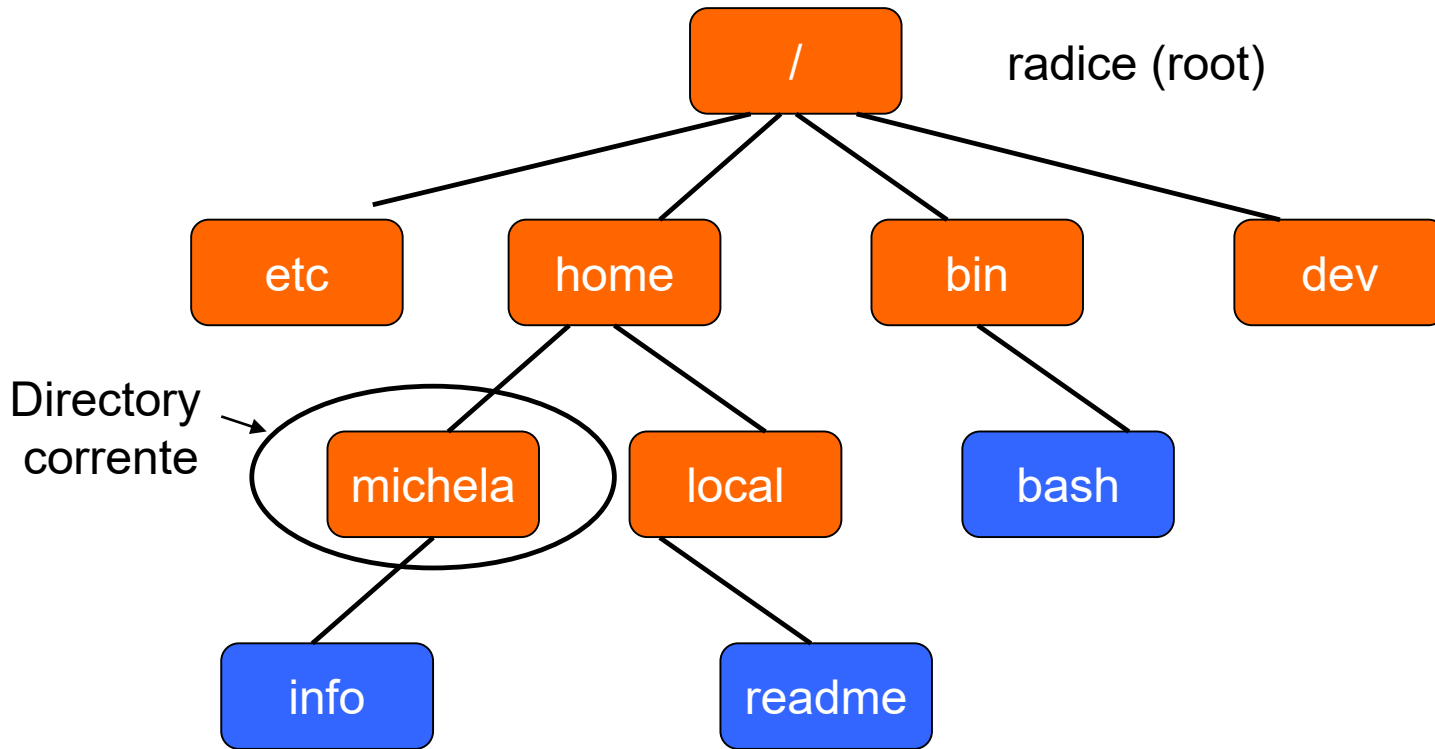 /
radice (root)
etc
home
bin
dev
Directory
corrente
michela
local
bash
info
readme